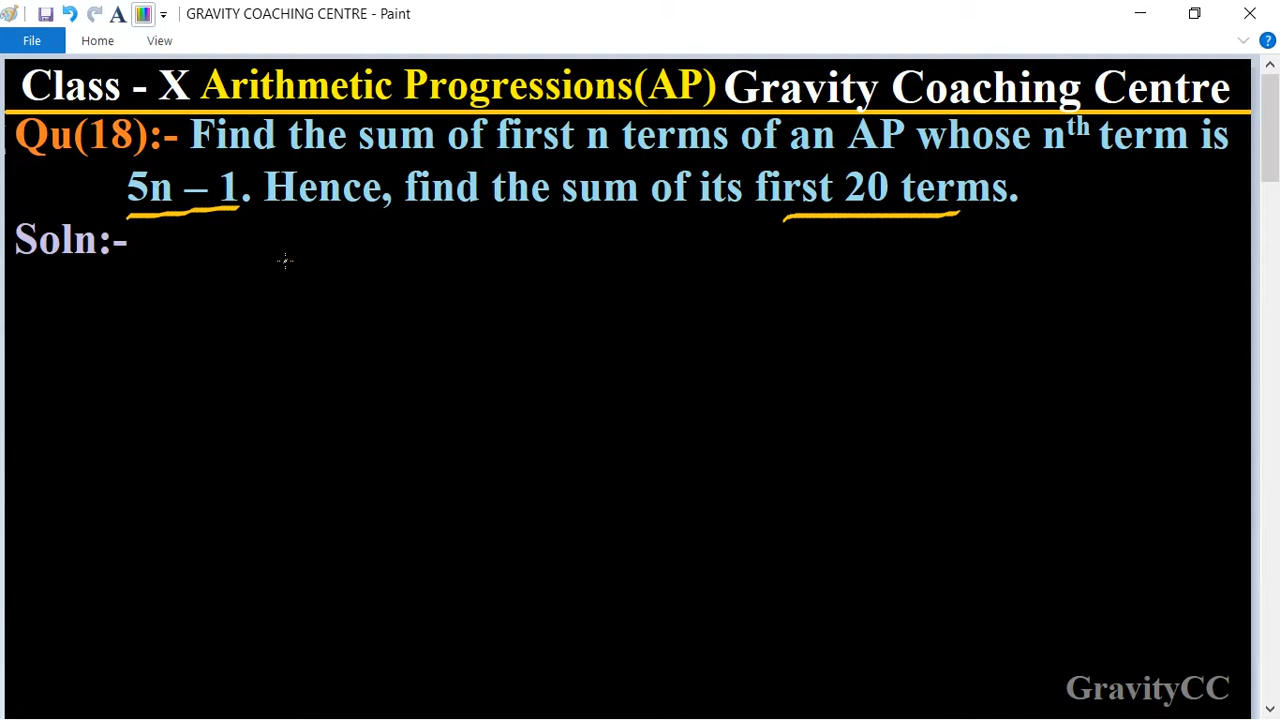 GRAVITY COACHING CENTRE - Paint
File Home View
Class - X Arithmetic Progressions(AP) Gravity Coaching Centre
Qu(18):- Find the sum of first n terms of an AP whose nth term is
5n – 1. Hence, find the sum of its first 20 terms.
Soln:-
GravityCC